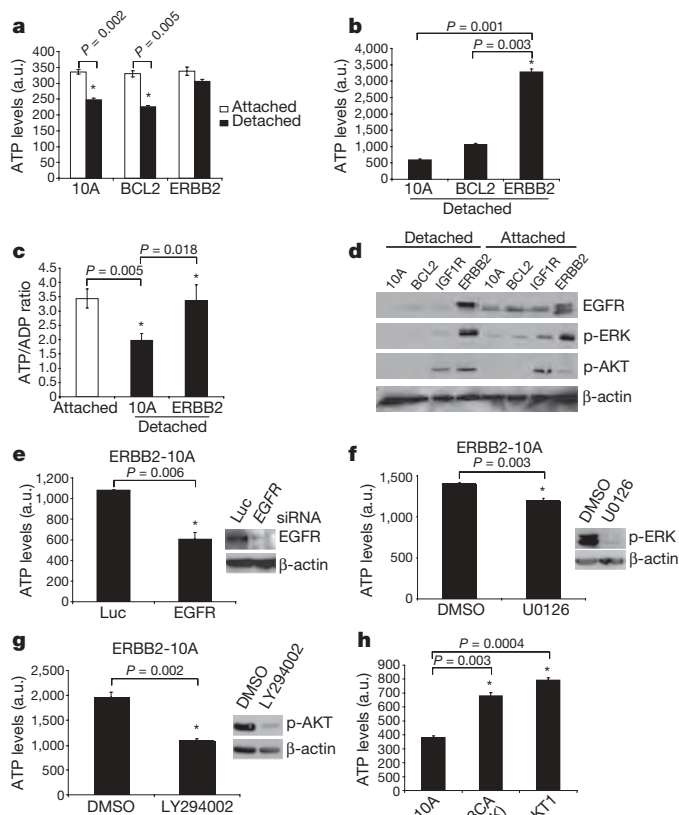 a
P = 0.002
P = 0.005
ATP levels (a.u.)
350
300
250
200
150
100
50
0
*
*
Attached
Detached
10A
BCL2
ERBB2
b
P = 0.001
P = 0.003
ATP levels (a.u.)
4,000
3,500
3,000
2,500
2,000
1,500
1,000
500
0
*
10A
BCL2
ERBB2
Detached
c
P = 0.018
P = 0.005
ATP/ADP ratio
4.5
4.0
3.5
3.0
2.5
2.0
1.5
1.0
0.5
0
*
*
Attached
10A
ERBB2
Detached
d
Detached
Attached
10A
BCL2
IGF1R
ERBB2
10A
BCL2
IGF1R
ERBB2
EGFR
p-ERK
p-AKT
β-actin
e
ERBB2-10A
P = 0.006
ATP levels (a.u.)
1,200
1,000
800
600
400
200
0
*
Luc
EGFR
Luc
EGFR
siRNA
EGFR
β-actin
f
ERBB2-10A
P = 0.003
ATP levels (a.u.)
1,500
1,000
500
0
*
DMSO
U0126
DMSO
U0126
p-ERK
β-actin
g
ERBB2-10A
P = 0.002
ATP levels (a.u.)
2,500
2,000
1,500
1,000
500
0
*
DMSO
LY294002
DMSO
LY294002
p-AKT
β-actin
h
P = 0.0004
P = 0.003
ATP levels (a.u.)
900
800
700
600
500
400
300
200
100
0
*
*
10A